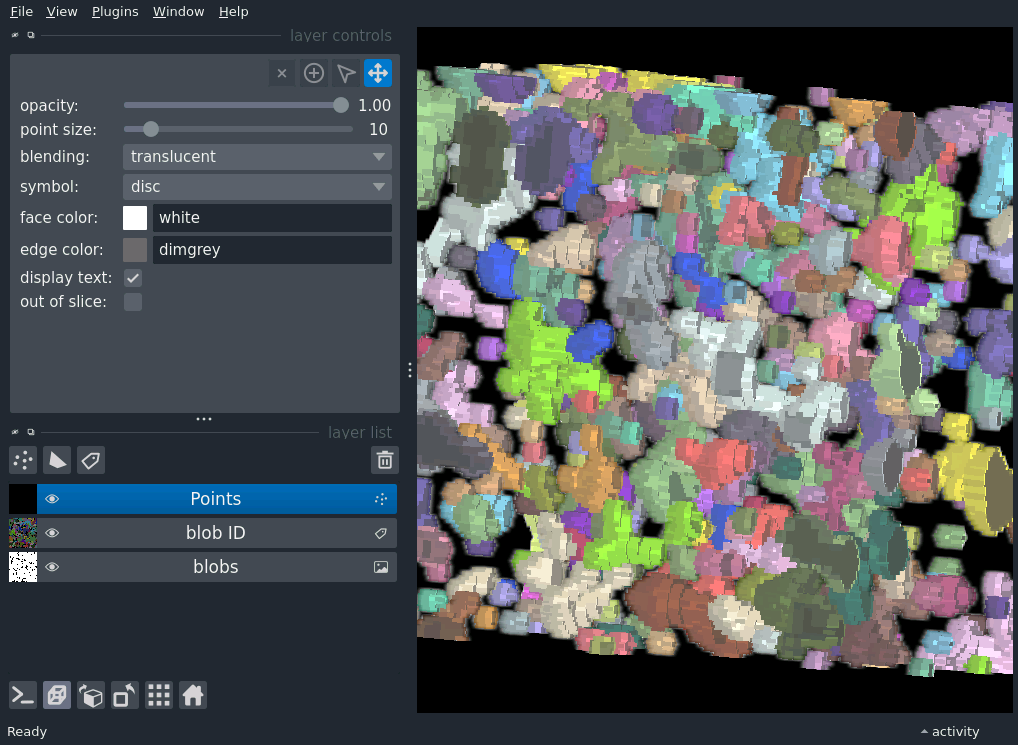 File View Plugins Window Help
layer controls
opacity: 1.00
point size: 10
blending: translucent
symbol: disc
face color: white
edge color: dimgrey
display text:
out of slice:
layer list
Points
blob ID
blobs
Ready activity